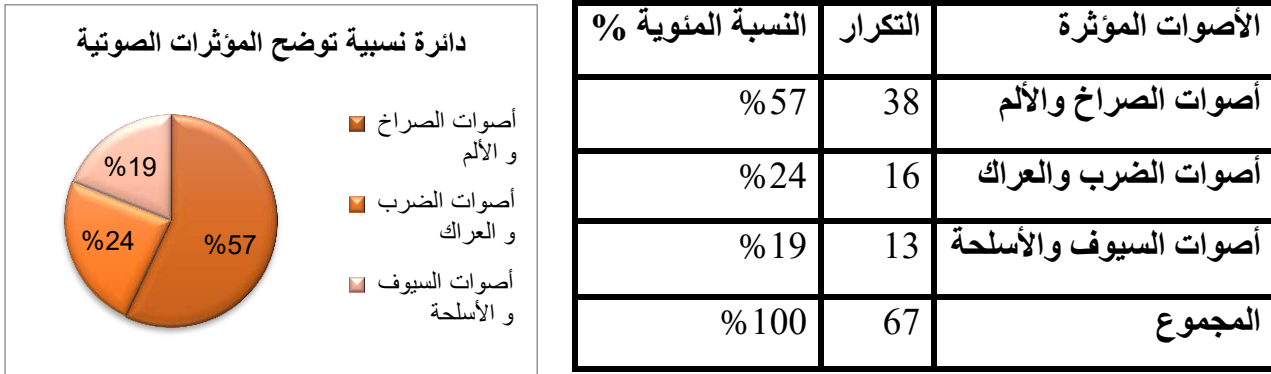 الأصوات المؤثرة التكرار النسبة المئوية %
أصوات الصراخ والألم 38 %57
أصوات الضرب والعراك 16 %24
أصوات السيوف والأسلحة 13 %19
المجموع 67 %100
دائرة نسبية توضح المؤثرات الصوتية
أصوات الصراخ
و الألم
أصوات الضرب
و العراك
أصوات السيوف
و الأسلحة
%19
%24
%57